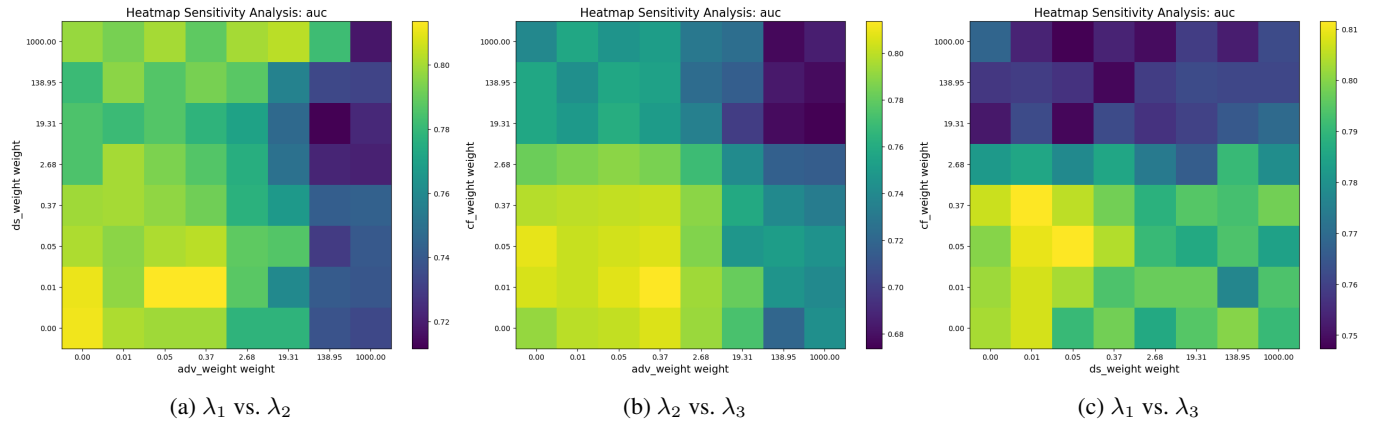 Heatmap Sensitivity Analysis: auc
1000.00
138.95
19.31
2.68
0.37
0.05
0.01
0.00
ds_weight weight
0.00 0.01 0.05 0.37 2.68 19.31 138.95 1000.00
adv_weight weight
0.80
0.78
0.76
0.74
0.72
(a) λ1 vs. λ2
Heatmap Sensitivity Analysis: auc
1000.00
138.95
19.31
2.68
0.37
0.05
0.01
0.00
cf_weight weight
0.00 0.01 0.05 0.37 2.68 19.31 138.95 1000.00
adv_weight weight
0.80
0.78
0.76
0.74
0.72
0.70
0.68
(b) λ2 vs. λ3
Heatmap Sensitivity Analysis: auc
1000.00
138.95
19.31
2.68
0.37
0.05
0.01
0.00
cf_weight weight
0.00 0.01 0.05 0.37 2.68 19.31 138.95 1000.00
ds_weight weight
0.81
0.80
0.79
0.78
0.77
0.76
0.75
(c) λ1 vs. λ3